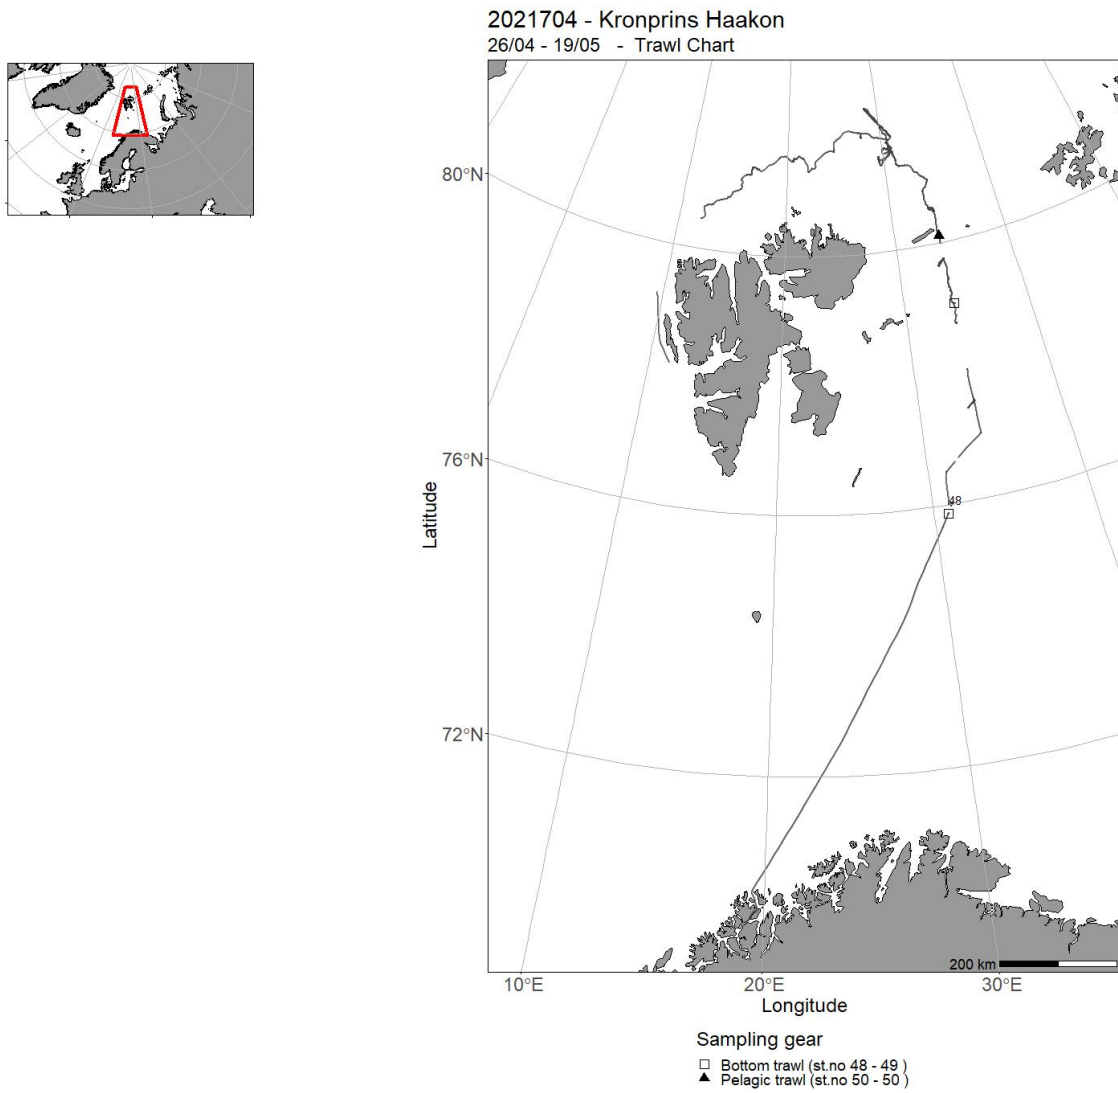 2021704 - Kronprins Haakon
26/04 - 19/05   -  Trawl Chart
80°N
76°N
48
Latitude
72°N
200 km
10°E
20°E
30°E
Longitude
Sampling gear
Bottom trawl (st.no 48 - 49 )
Pelagic trawl (st.no 50 - 50 )